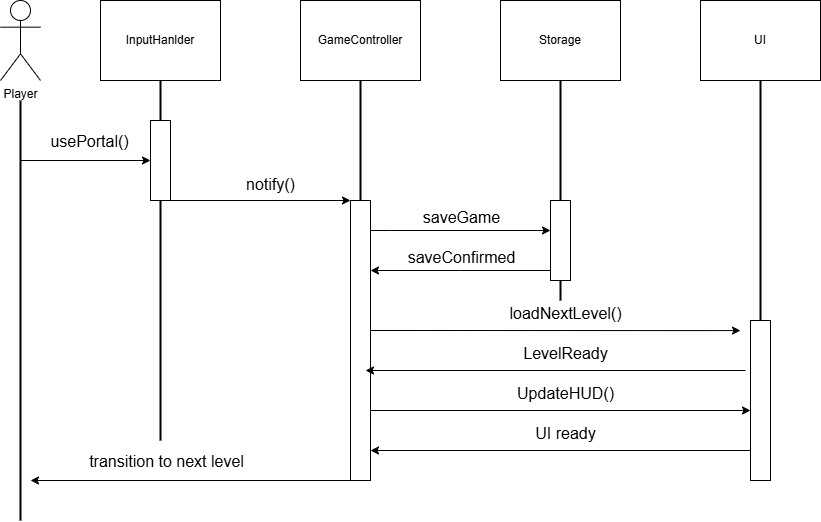 InputHanlder
GameController
Storage
UI
Player
usePortal()
notify()
saveGame
saveConfirmed
loadNextLevel()
LevelReady
UpdateHUD()
UI ready
transition to next level